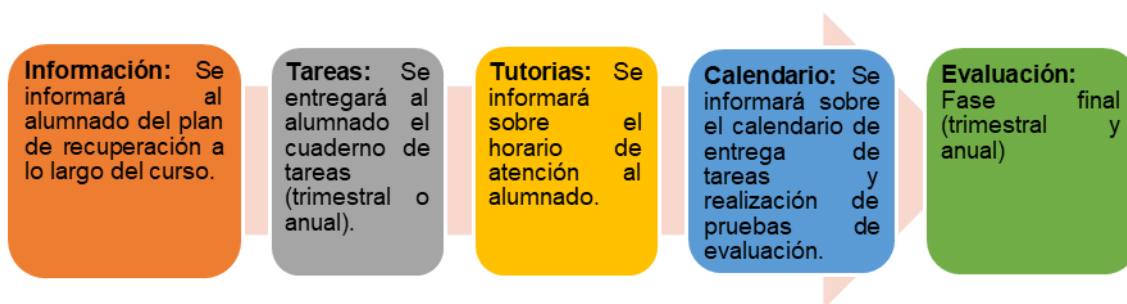 Información: Se
informará al
alumnado del plan
de recuperación a
lo largo del curso.
Tareas: Se
entregará al
alumnado el
cuaderno de
tareas
(trimestral o
anual).
Tutorias: Se
informará
sobre el
horario de
atención al
alumnado.
Calendario: Se
informará sobre
el calendario de
entrega de
tareas y
realización de
pruebas de
evaluación.
Evaluación:
Fase final
(trimestral y
anual)